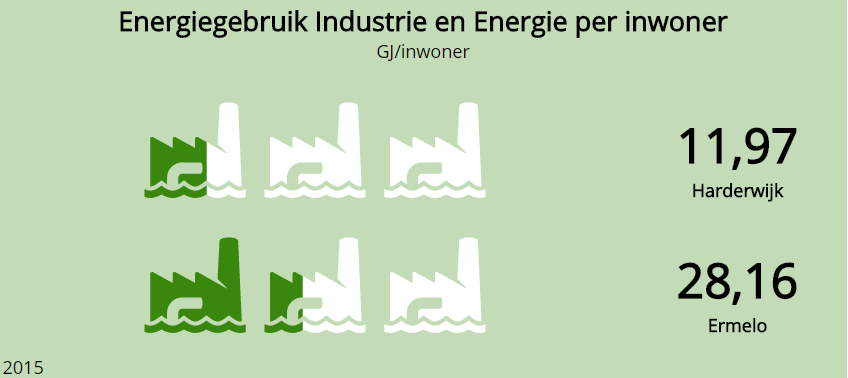 Energiegebruik Industrie en Energie per inwoner
GJ/inwoner
11,97
Harderwijk
28,16
Ermelo
2015